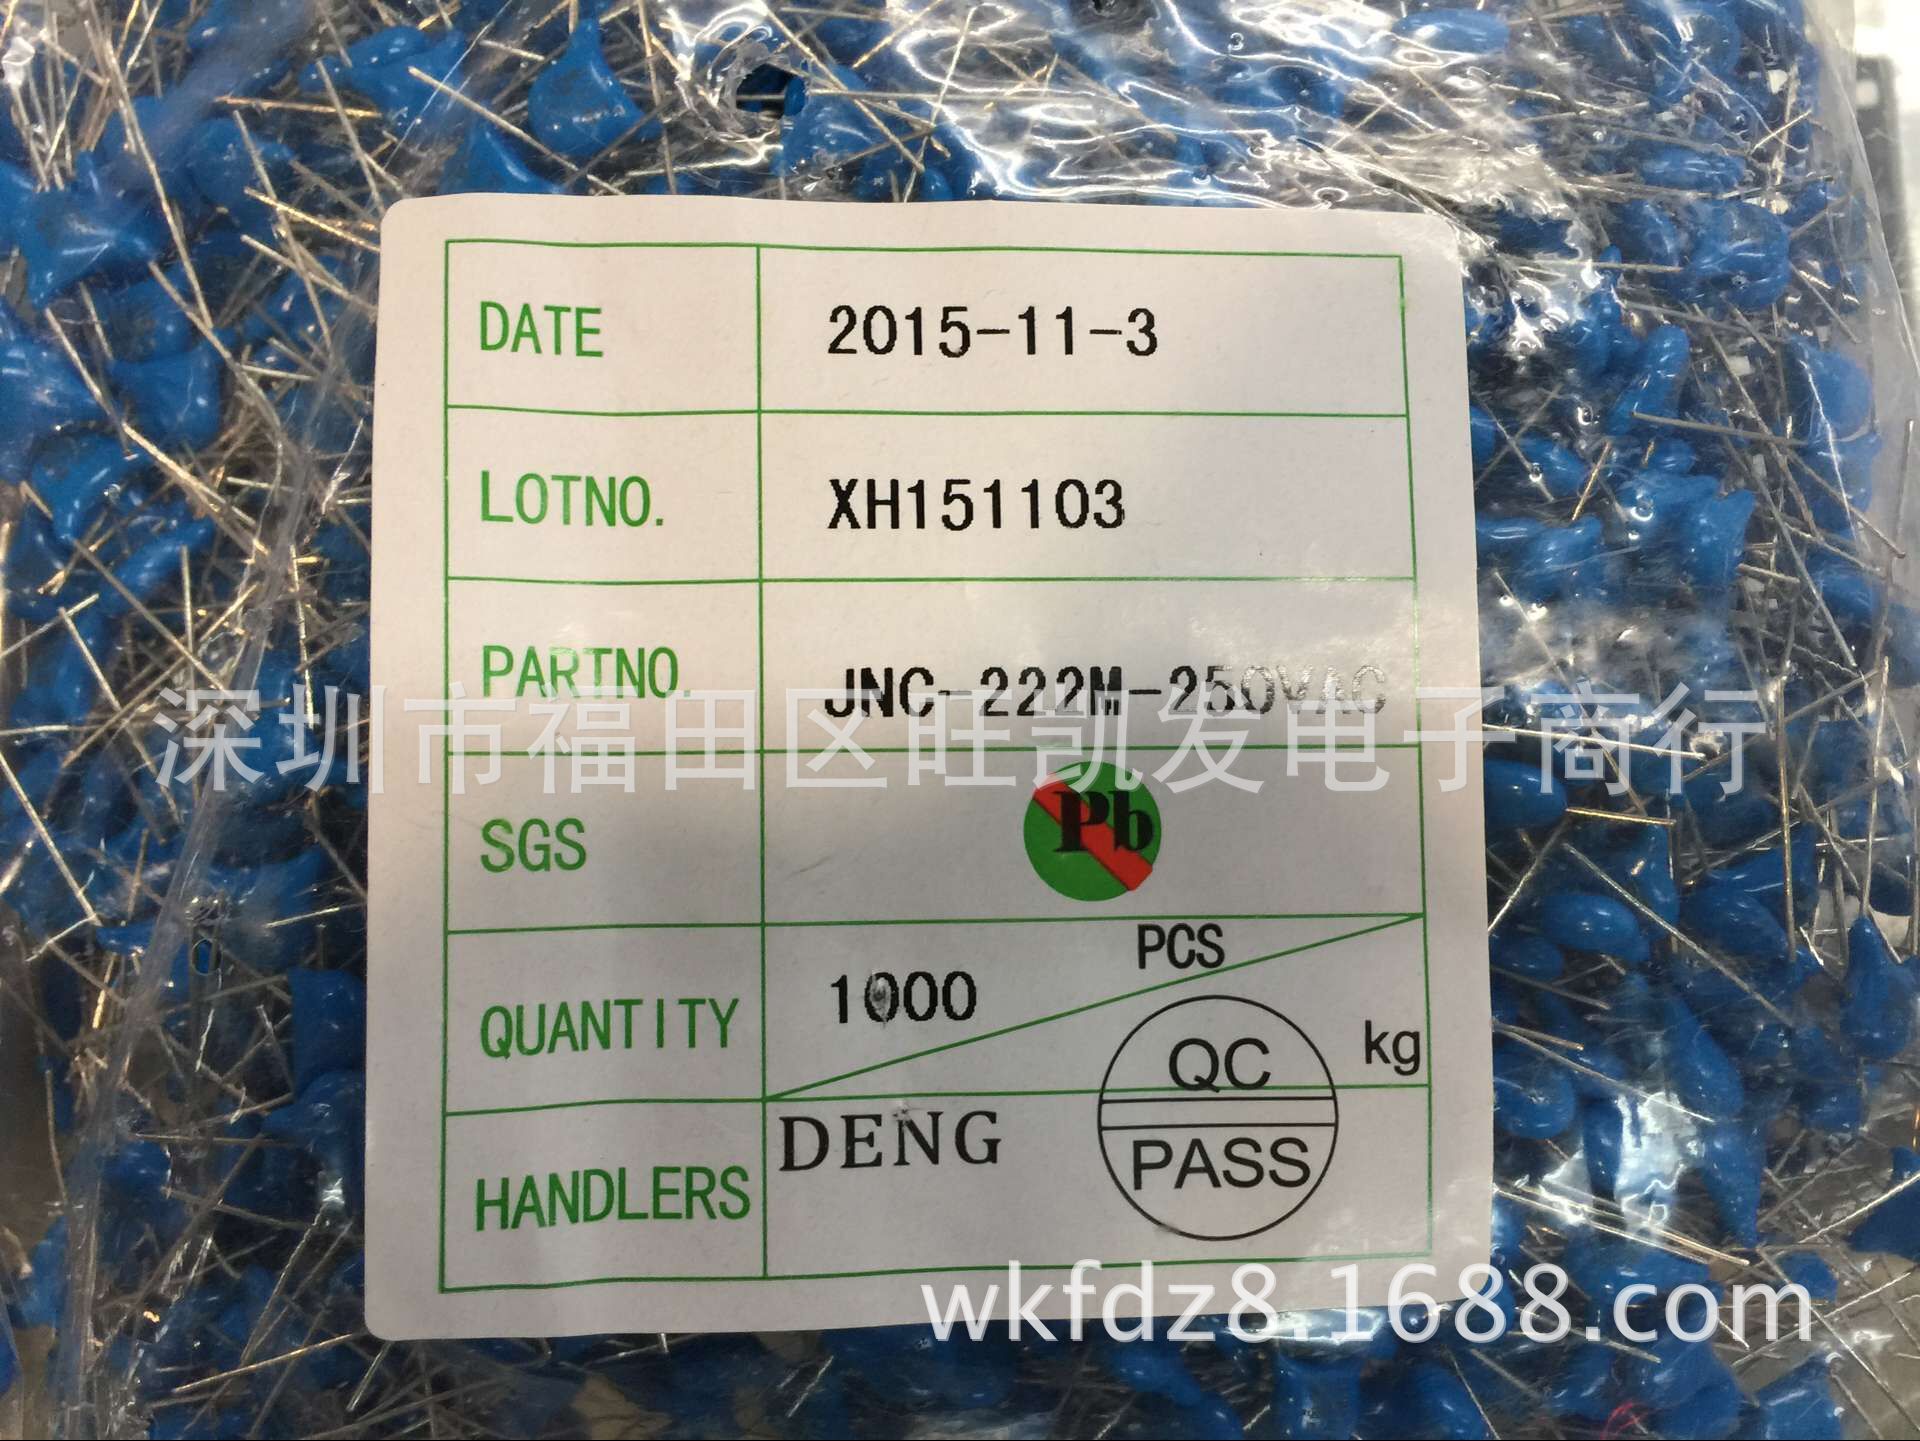 DATE 2015-11-3
LOTNO. XH151103
PARTNO. JNC-222M-250VAC
深圳市福田区旺凯发电子商行
SGS Pb
PCS
QUANTITY 1000 kg
QC
PASS
HANDLERS DENG
wkfdz8.1688.com